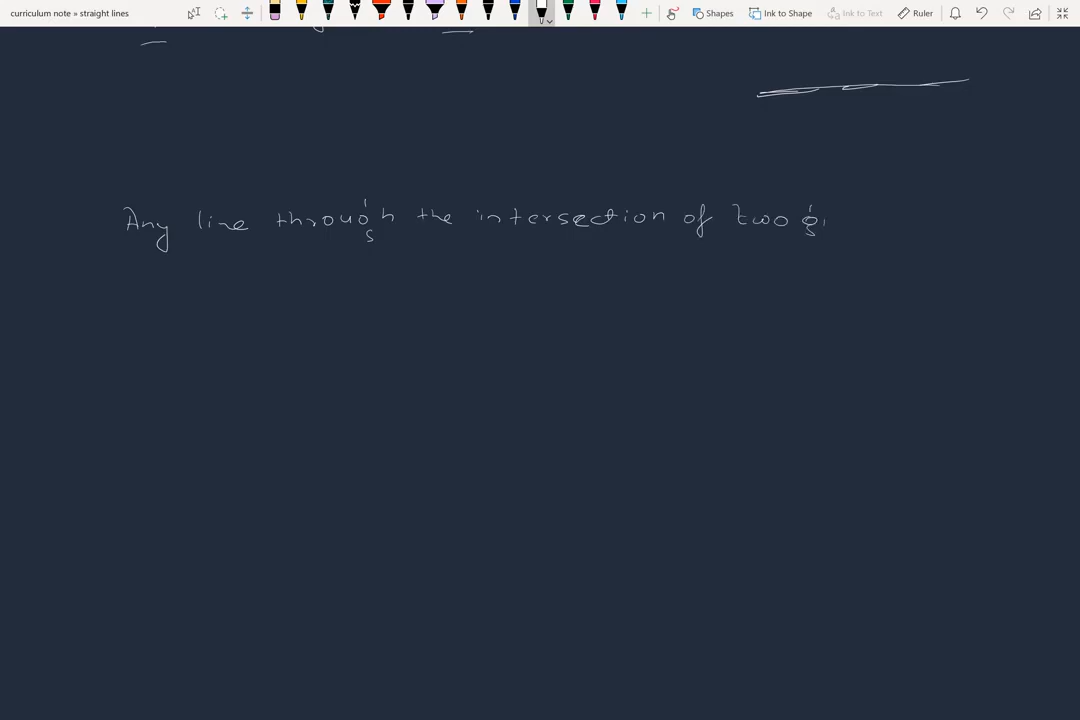 curriculum note » straight lines
Shapes
Ink to Shape
Ink to Text
Ruler
Any line through the intersection of two gi